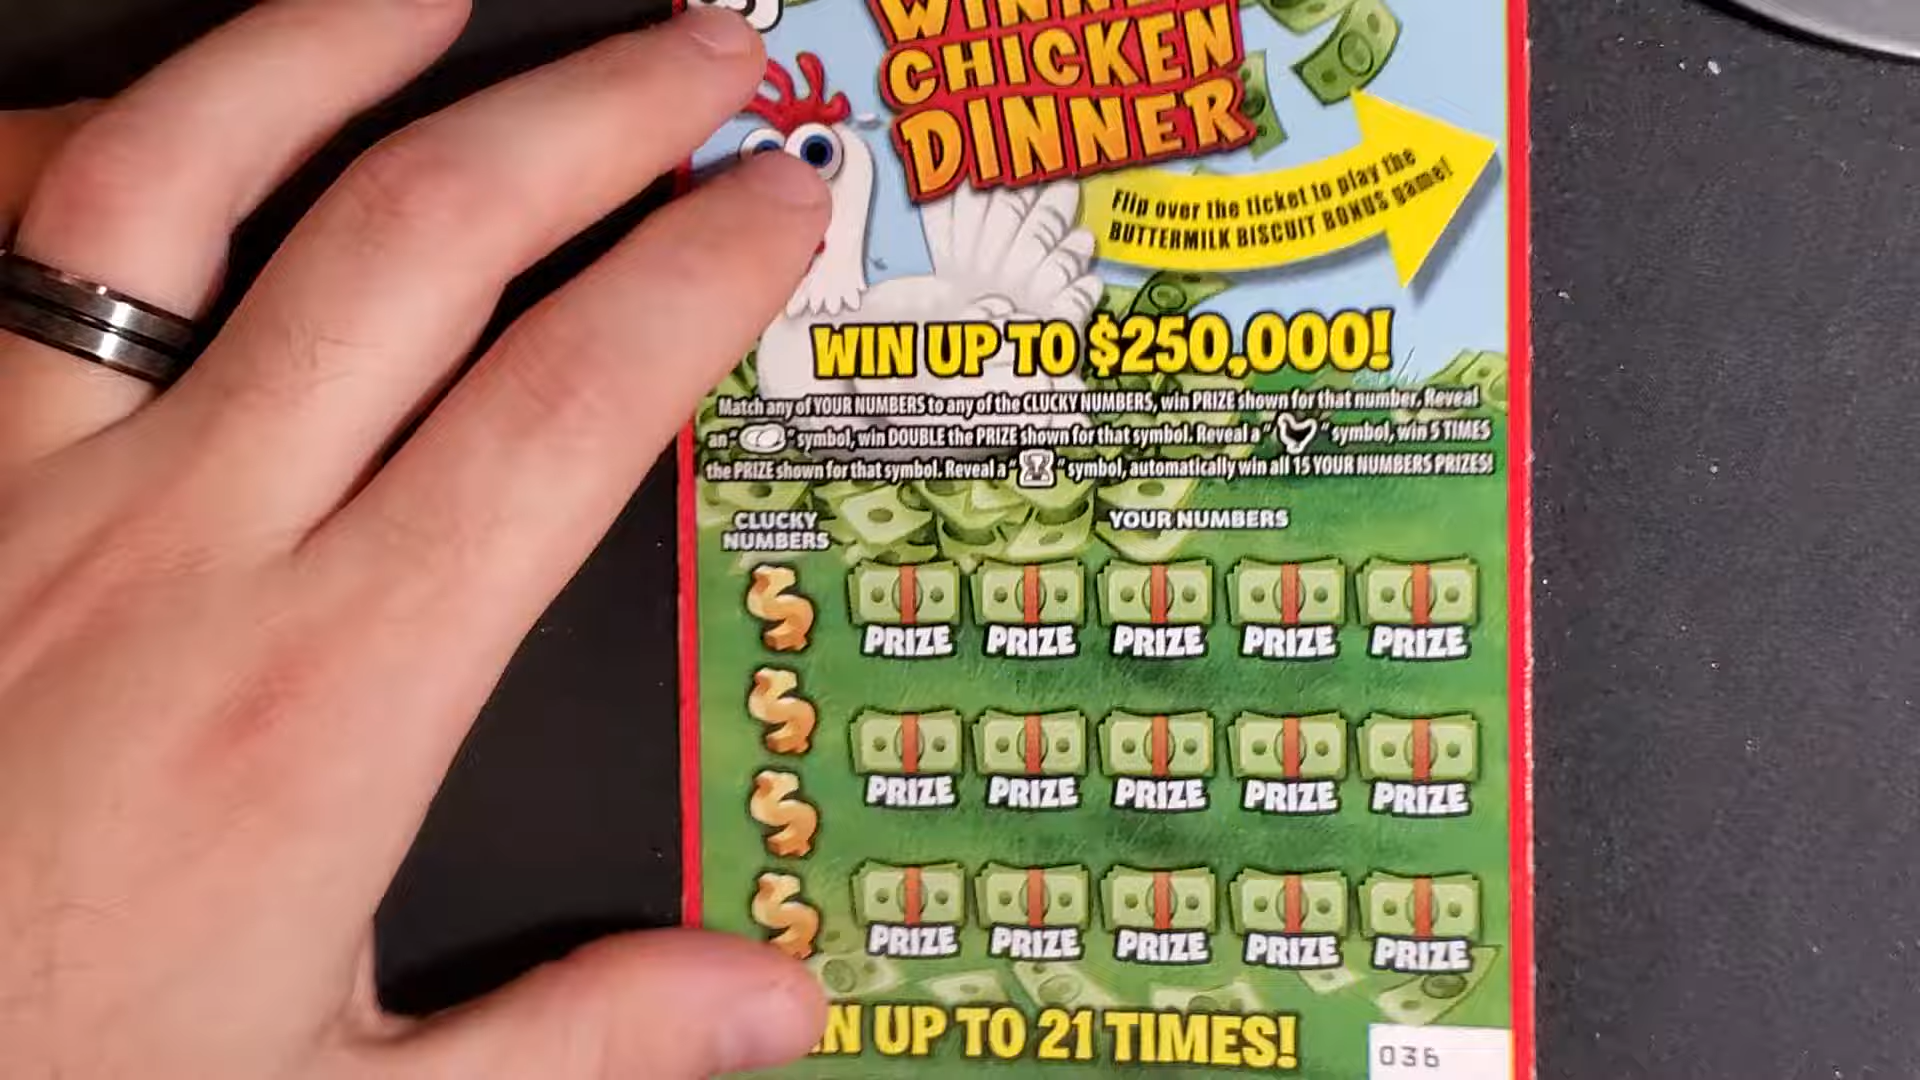 CHICKEN
DINNER
Flip over the ticket to play the
BUTTERMILK BISCUIT BONUS game!
WIN UP TO $250,000!
Match any of YOUR NUMBERS to any of the CLUCKY NUMBERS, win PRIZE shown for that number. Reveal
an " " symbol, win DOUBLE the PRIZE shown for that symbol. Reveal a " " symbol, win 5 TIMES
the PRIZE shown for that symbol. Reveal a " " symbol, automatically win all 15 YOUR NUMBERS PRIZES!
CLUCKY
NUMBERS
YOUR NUMBERS
PRIZE PRIZE PRIZE PRIZE PRIZE
PRIZE PRIZE PRIZE PRIZE PRIZE
PRIZE PRIZE PRIZE PRIZE PRIZE
UP TO 21 TIMES!
036